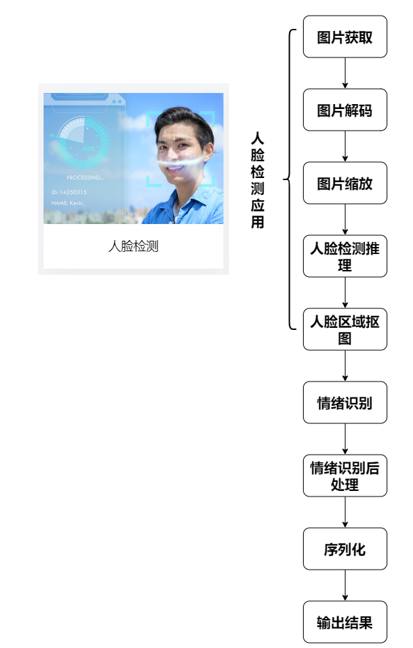 PROCESSING...
ID: 14250315
NAME: Kevin
人脸检测
人脸检测应用
图片获取
图片解码
图片缩放
人脸检测推
理
人脸区域抠
图
情绪识别
情绪识别后
处理
序列化
输出结果